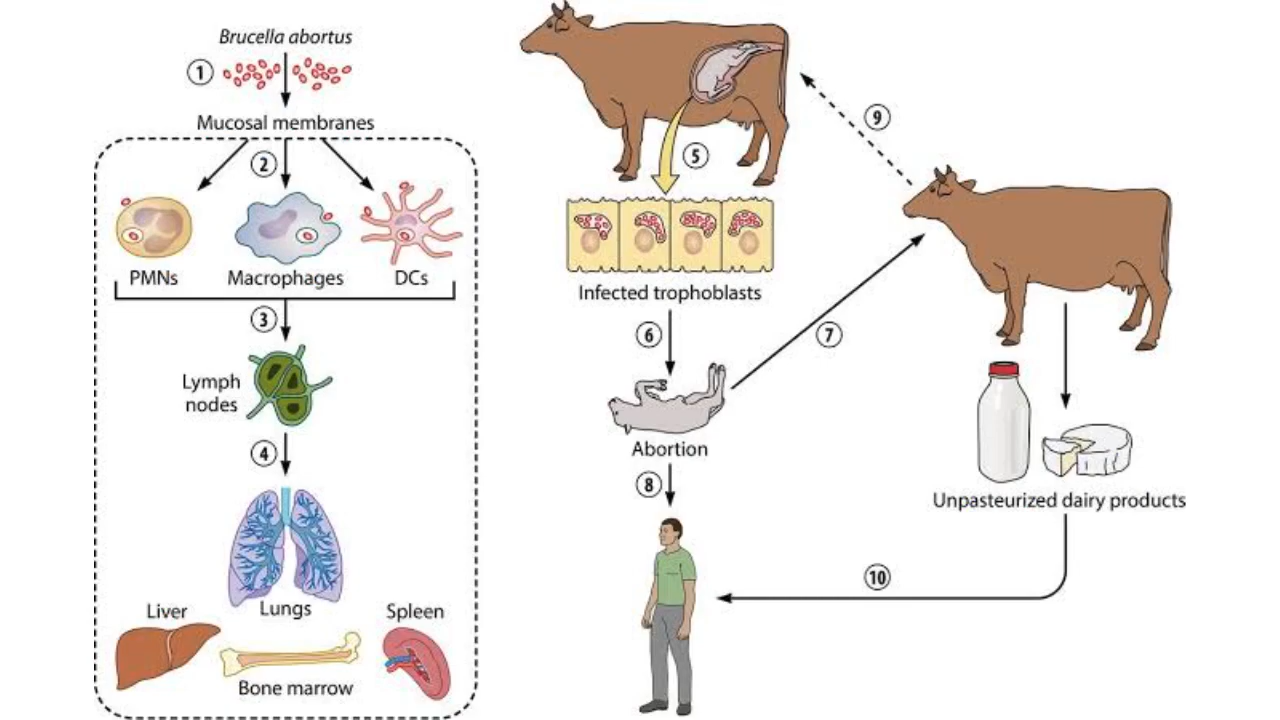 Brucella abortus
1
Mucosal membranes
2
PMNs
Macrophages
DCs
3
Lymph
nodes
4
Lungs
Liver
Spleen
Bone marrow
5
Infected trophoblasts
6
Abortion
7
8
9
Unpasteurized dairy products
10